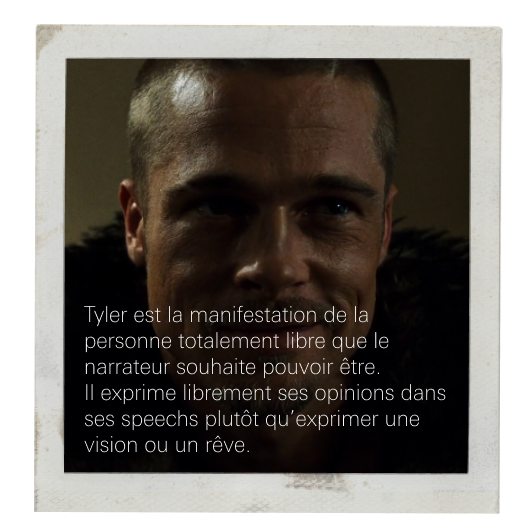 Tyler est la manifestation de la
personne totalement libre que le
narrateur souhaite pouvoir être.
Il exprime librement ses opinions dans
ses speechs plutôt qu’exprimer une
vision ou un rêve.